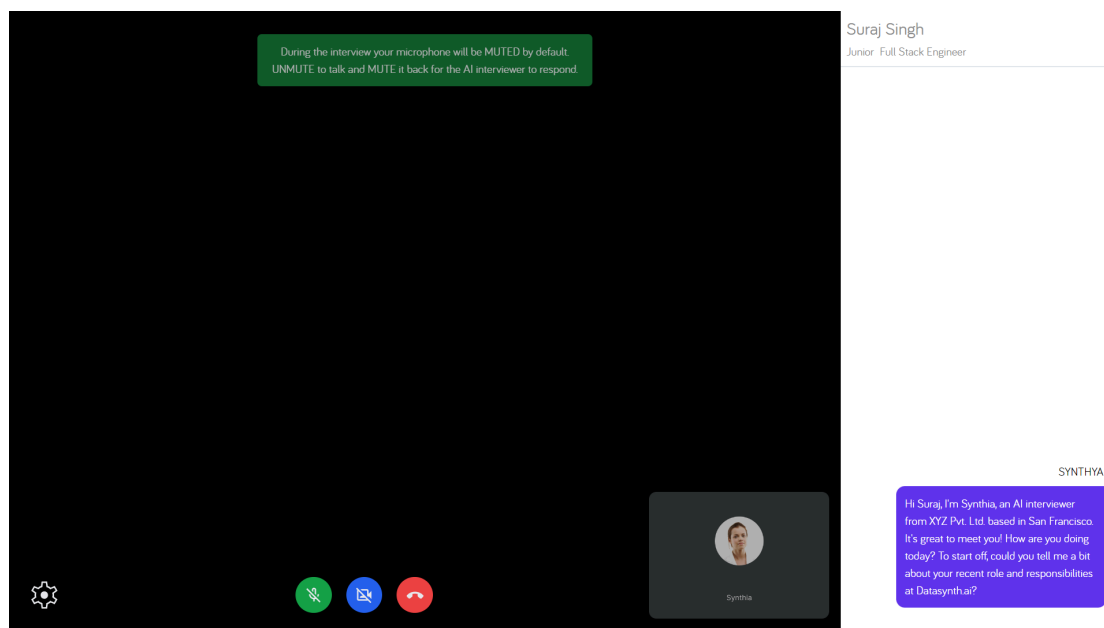 During the interview your microphone will be MUTED by default.
UNMUTE to talk and MUTE it back for the AI interviewer to respond.
Suraj Singh
Junior Full Stack Engineer
SYNTHYA
Hi Suraj, I'm Synthia, an AI interviewer
from XYZ Pvt. Ltd. based in San Francisco.
It's great to meet you! How are you doing
today? To start off, could you tell me a bit
about your recent role and responsibilities
at Datasynth.ai?
Synthia